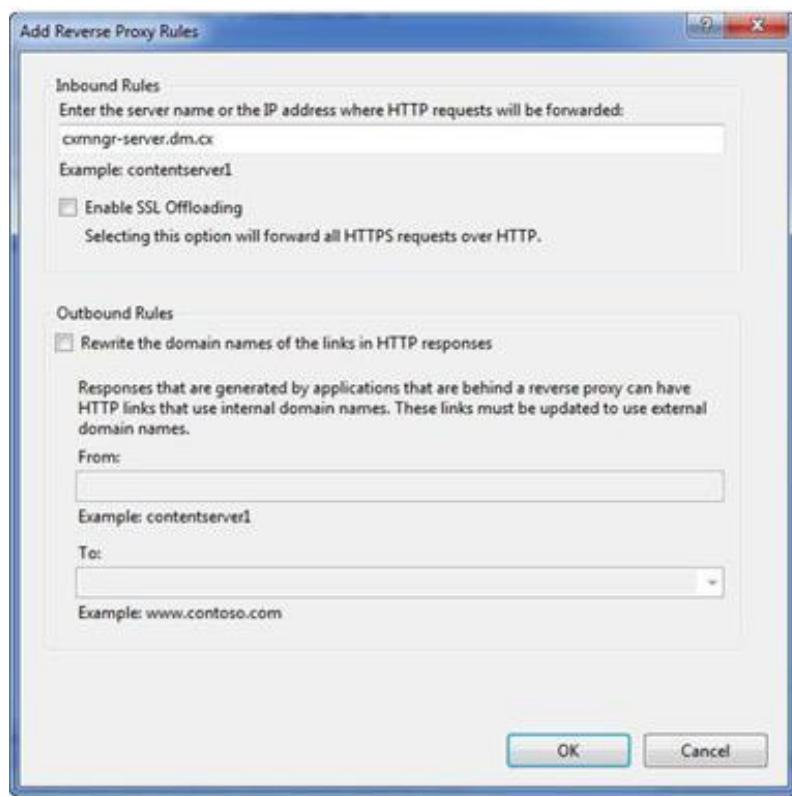 Add Reverse Proxy Rules
Inbound Rules
Enter the server name or the IP address where HTTP requests will be forwarded:
cxmngr-server.dm.cx
Example: contentserver1
Enable SSL Offloading
Selecting this option will forward all HTTPS requests over HTTP.
Outbound Rules
Rewrite the domain names of the links in HTTP responses
Responses that are generated by applications that are behind a reverse proxy can have
HTTP links that use internal domain names. These links must be updated to use external
domain names.
From:
Example: contentserver1
To:
Example: www.contoso.com
OK Cancel